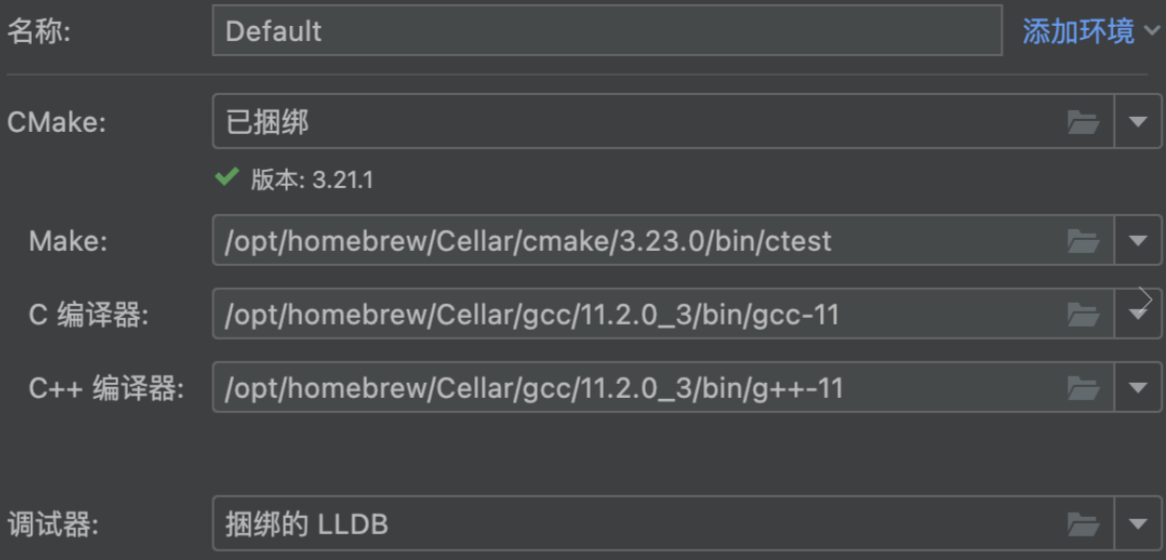 名称: Default 添加环境
CMake: 已捆绑
版本: 3.21.1
Make: /opt/homebrew/Cellar/cmake/3.23.0/bin/ctest
C 编译器: /opt/homebrew/Cellar/gcc/11.2.0_3/bin/gcc-11
C++ 编译器: /opt/homebrew/Cellar/gcc/11.2.0_3/bin/g++-11
调试器: 捆绑的 LLDB